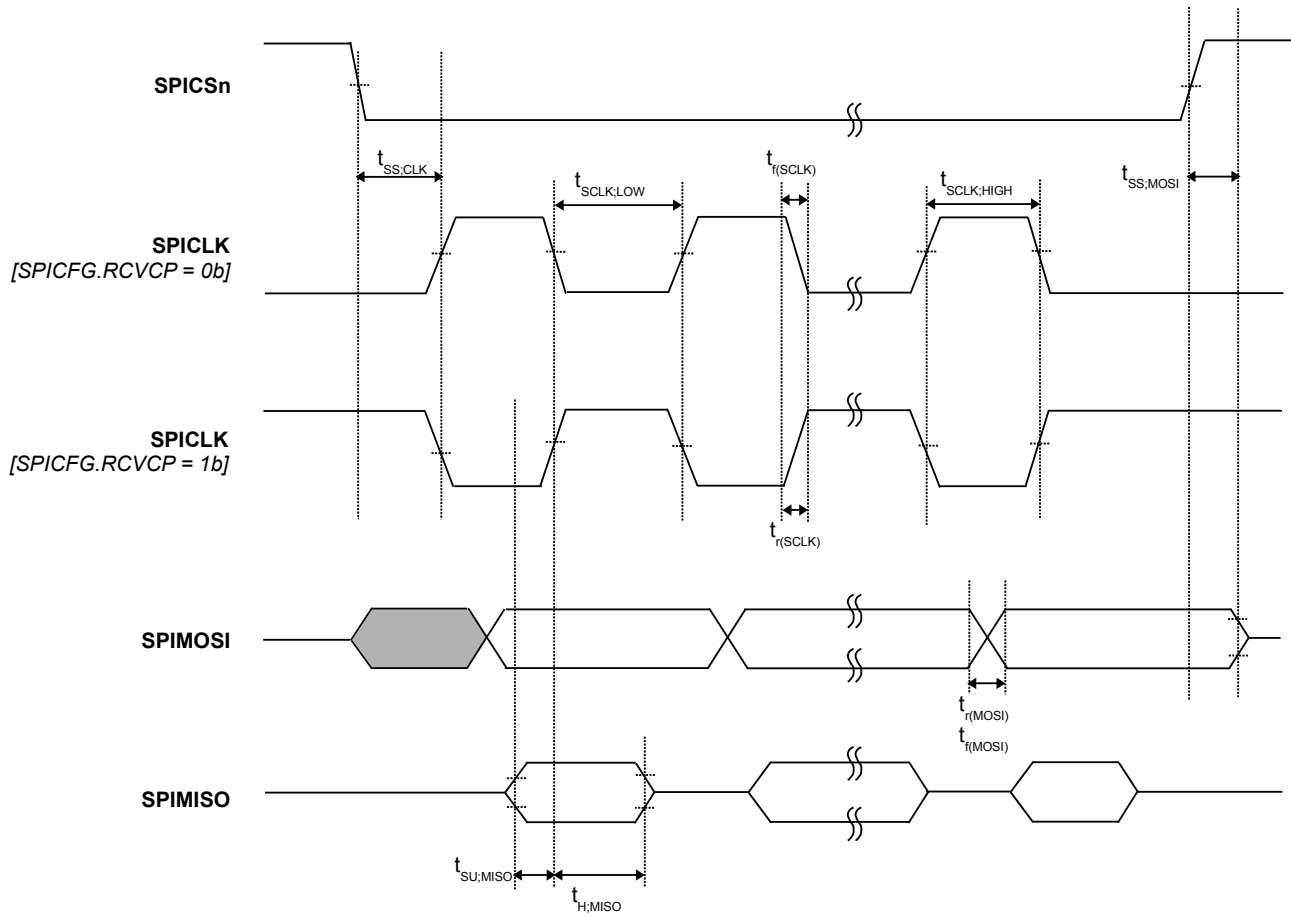 SPICSn
tSS;CLK
tf(SCLK)
tSCLK;LOW
tSCLK;HIGH
tSS;MOSI
SPICLK
[SPICFG.RCVCP = 0b]
SPICLK
[SPICFG.RCVCP = 1b]
tr(SCLK)
SPIMOSI
tr(MOSI)
tf(MOSI)
SPIMISO
tSU;MISO
tH;MISO